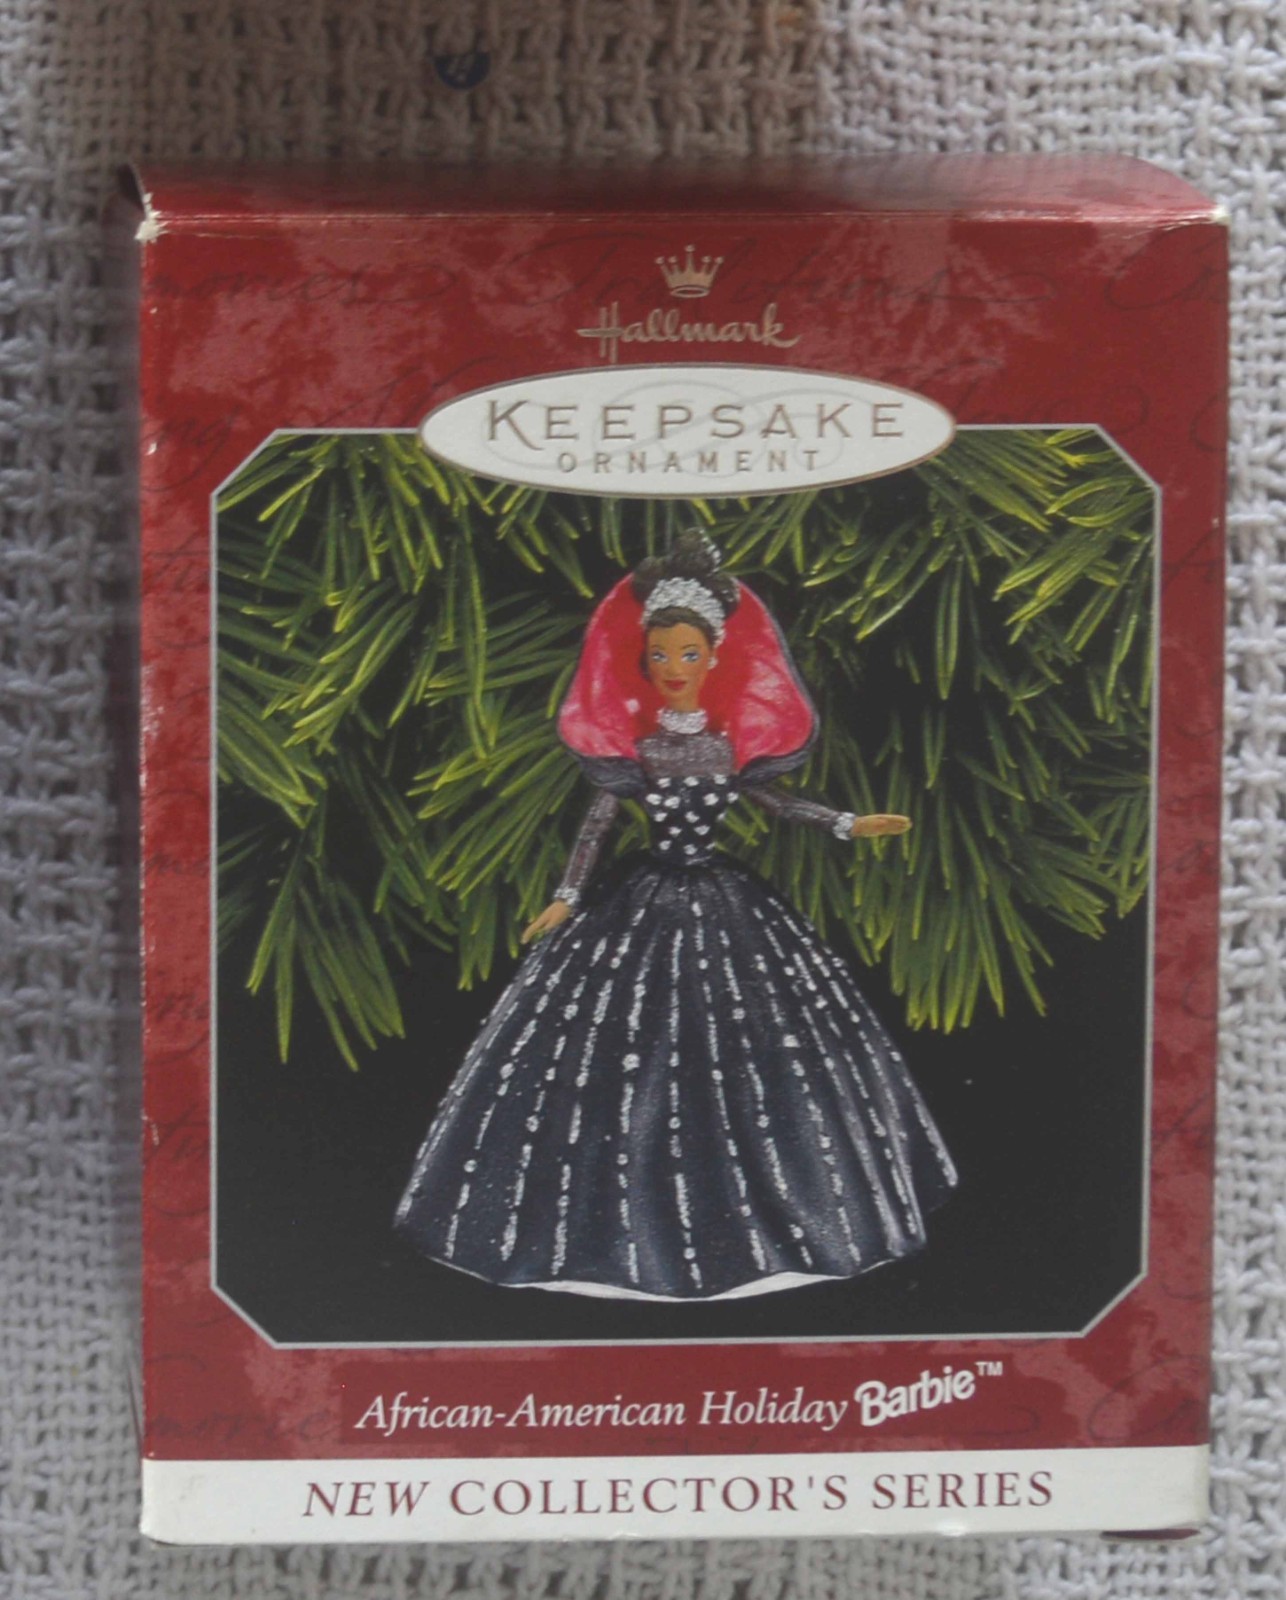 Hallmark
KEEPSAKE
ORNAMENT
African-American Holiday Barbie™
NEW COLLECTOR'S SERIES